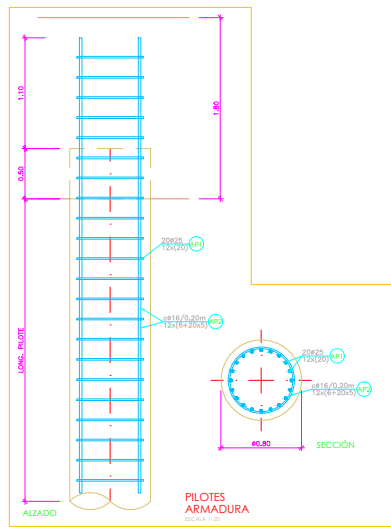 1,10
1,80
0.50
20Ø25
12x(20)
AP1
cØ16/0.20m
12x(6+20x5)
AP2
LONG. PILOTE
20Ø25
12x(20)
AP1
cØ16/0.20m
12x(6+20x5)
AP2
Ø0.80
SECCIÓN
ALZADO
PILOTES
ARMADURA
ESCALA 1: 20